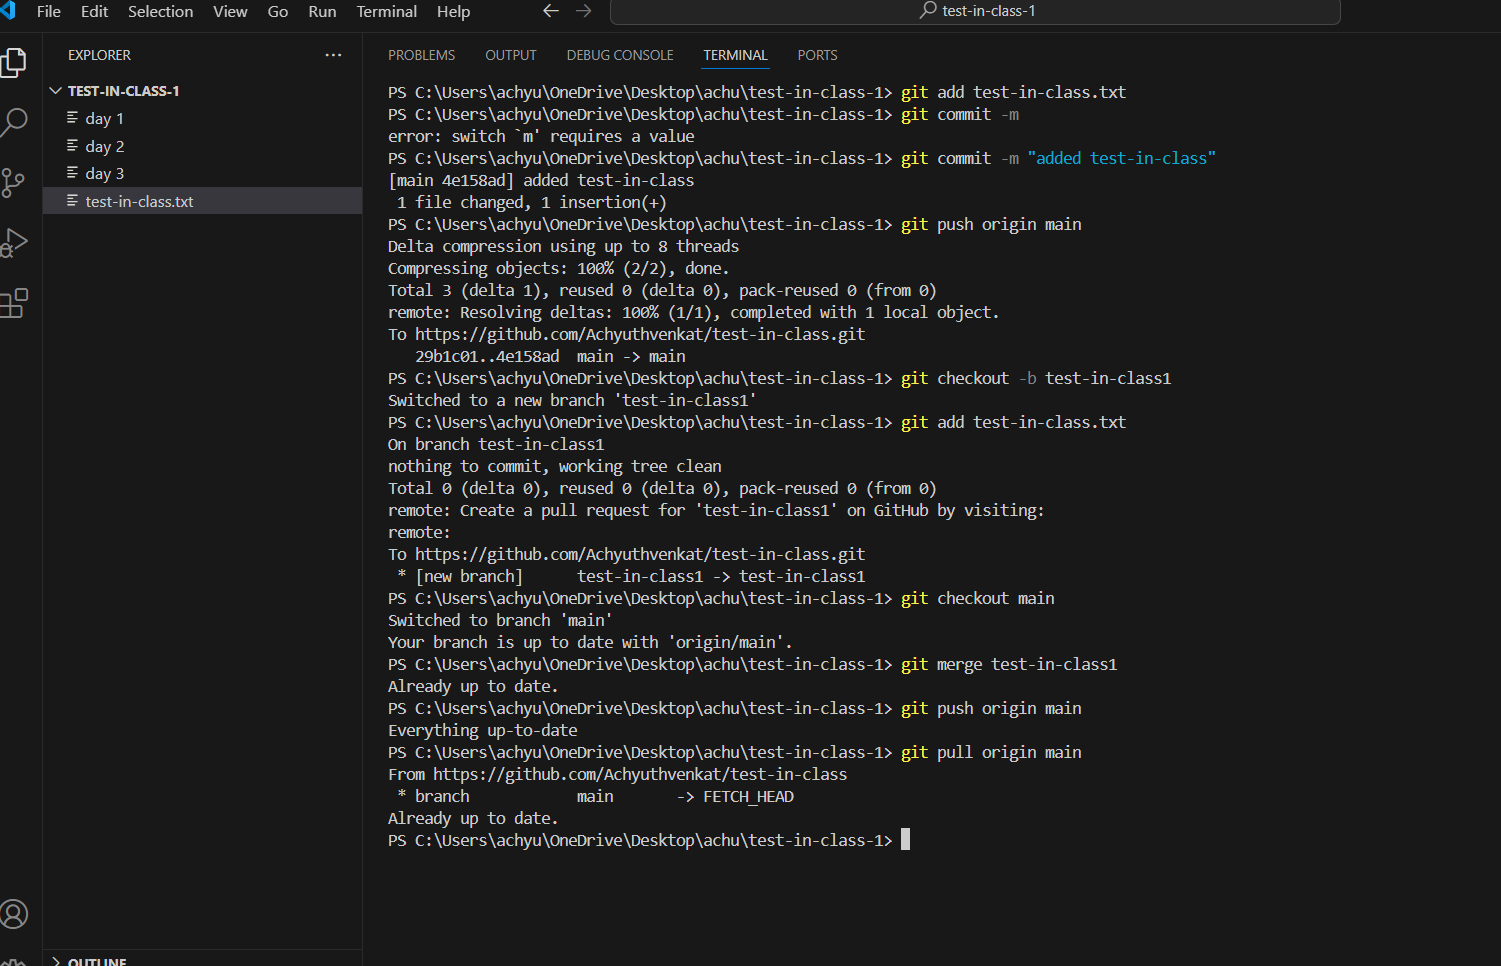 File Edit Selection View Go Run Terminal Help
test-in-class-1
EXPLORER
TEST-IN-CLASS-1
day 1
day 2
day 3
test-in-class.txt
OUTLINE
PROBLEMS OUTPUT DEBUG CONSOLE TERMINAL PORTS
PS C:\Users\achyu\OneDrive\Desktop\achu\test-in-class-1> git add test-in-class.txt
PS C:\Users\achyu\OneDrive\Desktop\achu\test-in-class-1> git commit -m
error: switch `m' requires a value
PS C:\Users\achyu\OneDrive\Desktop\achu\test-in-class-1> git commit -m "added test-in-class"
[main 4e158ad] added test-in-class
 1 file changed, 1 insertion(+)
PS C:\Users\achyu\OneDrive\Desktop\achu\test-in-class-1> git push origin main
Delta compression using up to 8 threads
Compressing objects: 100% (2/2), done.
Total 3 (delta 1), reused 0 (delta 0), pack-reused 0 (from 0)
remote: Resolving deltas: 100% (1/1), completed with 1 local object.
To https://github.com/Achyuthvenkat/test-in-class.git
   29b1c01..4e158ad  main -> main
PS C:\Users\achyu\OneDrive\Desktop\achu\test-in-class-1> git checkout -b test-in-class1
Switched to a new branch 'test-in-class1'
PS C:\Users\achyu\OneDrive\Desktop\achu\test-in-class-1> git add test-in-class.txt
On branch test-in-class1
nothing to commit, working tree clean
Total 0 (delta 0), reused 0 (delta 0), pack-reused 0 (from 0)
remote: Create a pull request for 'test-in-class1' on GitHub by visiting:
remote:
To https://github.com/Achyuthvenkat/test-in-class.git
 * [new branch]      test-in-class1 -> test-in-class1
PS C:\Users\achyu\OneDrive\Desktop\achu\test-in-class-1> git checkout main
Switched to branch 'main'
Your branch is up to date with 'origin/main'.
PS C:\Users\achyu\OneDrive\Desktop\achu\test-in-class-1> git merge test-in-class1
Already up to date.
PS C:\Users\achyu\OneDrive\Desktop\achu\test-in-class-1> git push origin main
Everything up-to-date
PS C:\Users\achyu\OneDrive\Desktop\achu\test-in-class-1> git pull origin main
From https://github.com/Achyuthvenkat/test-in-class
 * branch            main       -> FETCH_HEAD
Already up to date.
PS C:\Users\achyu\OneDrive\Desktop\achu\test-in-class-1>